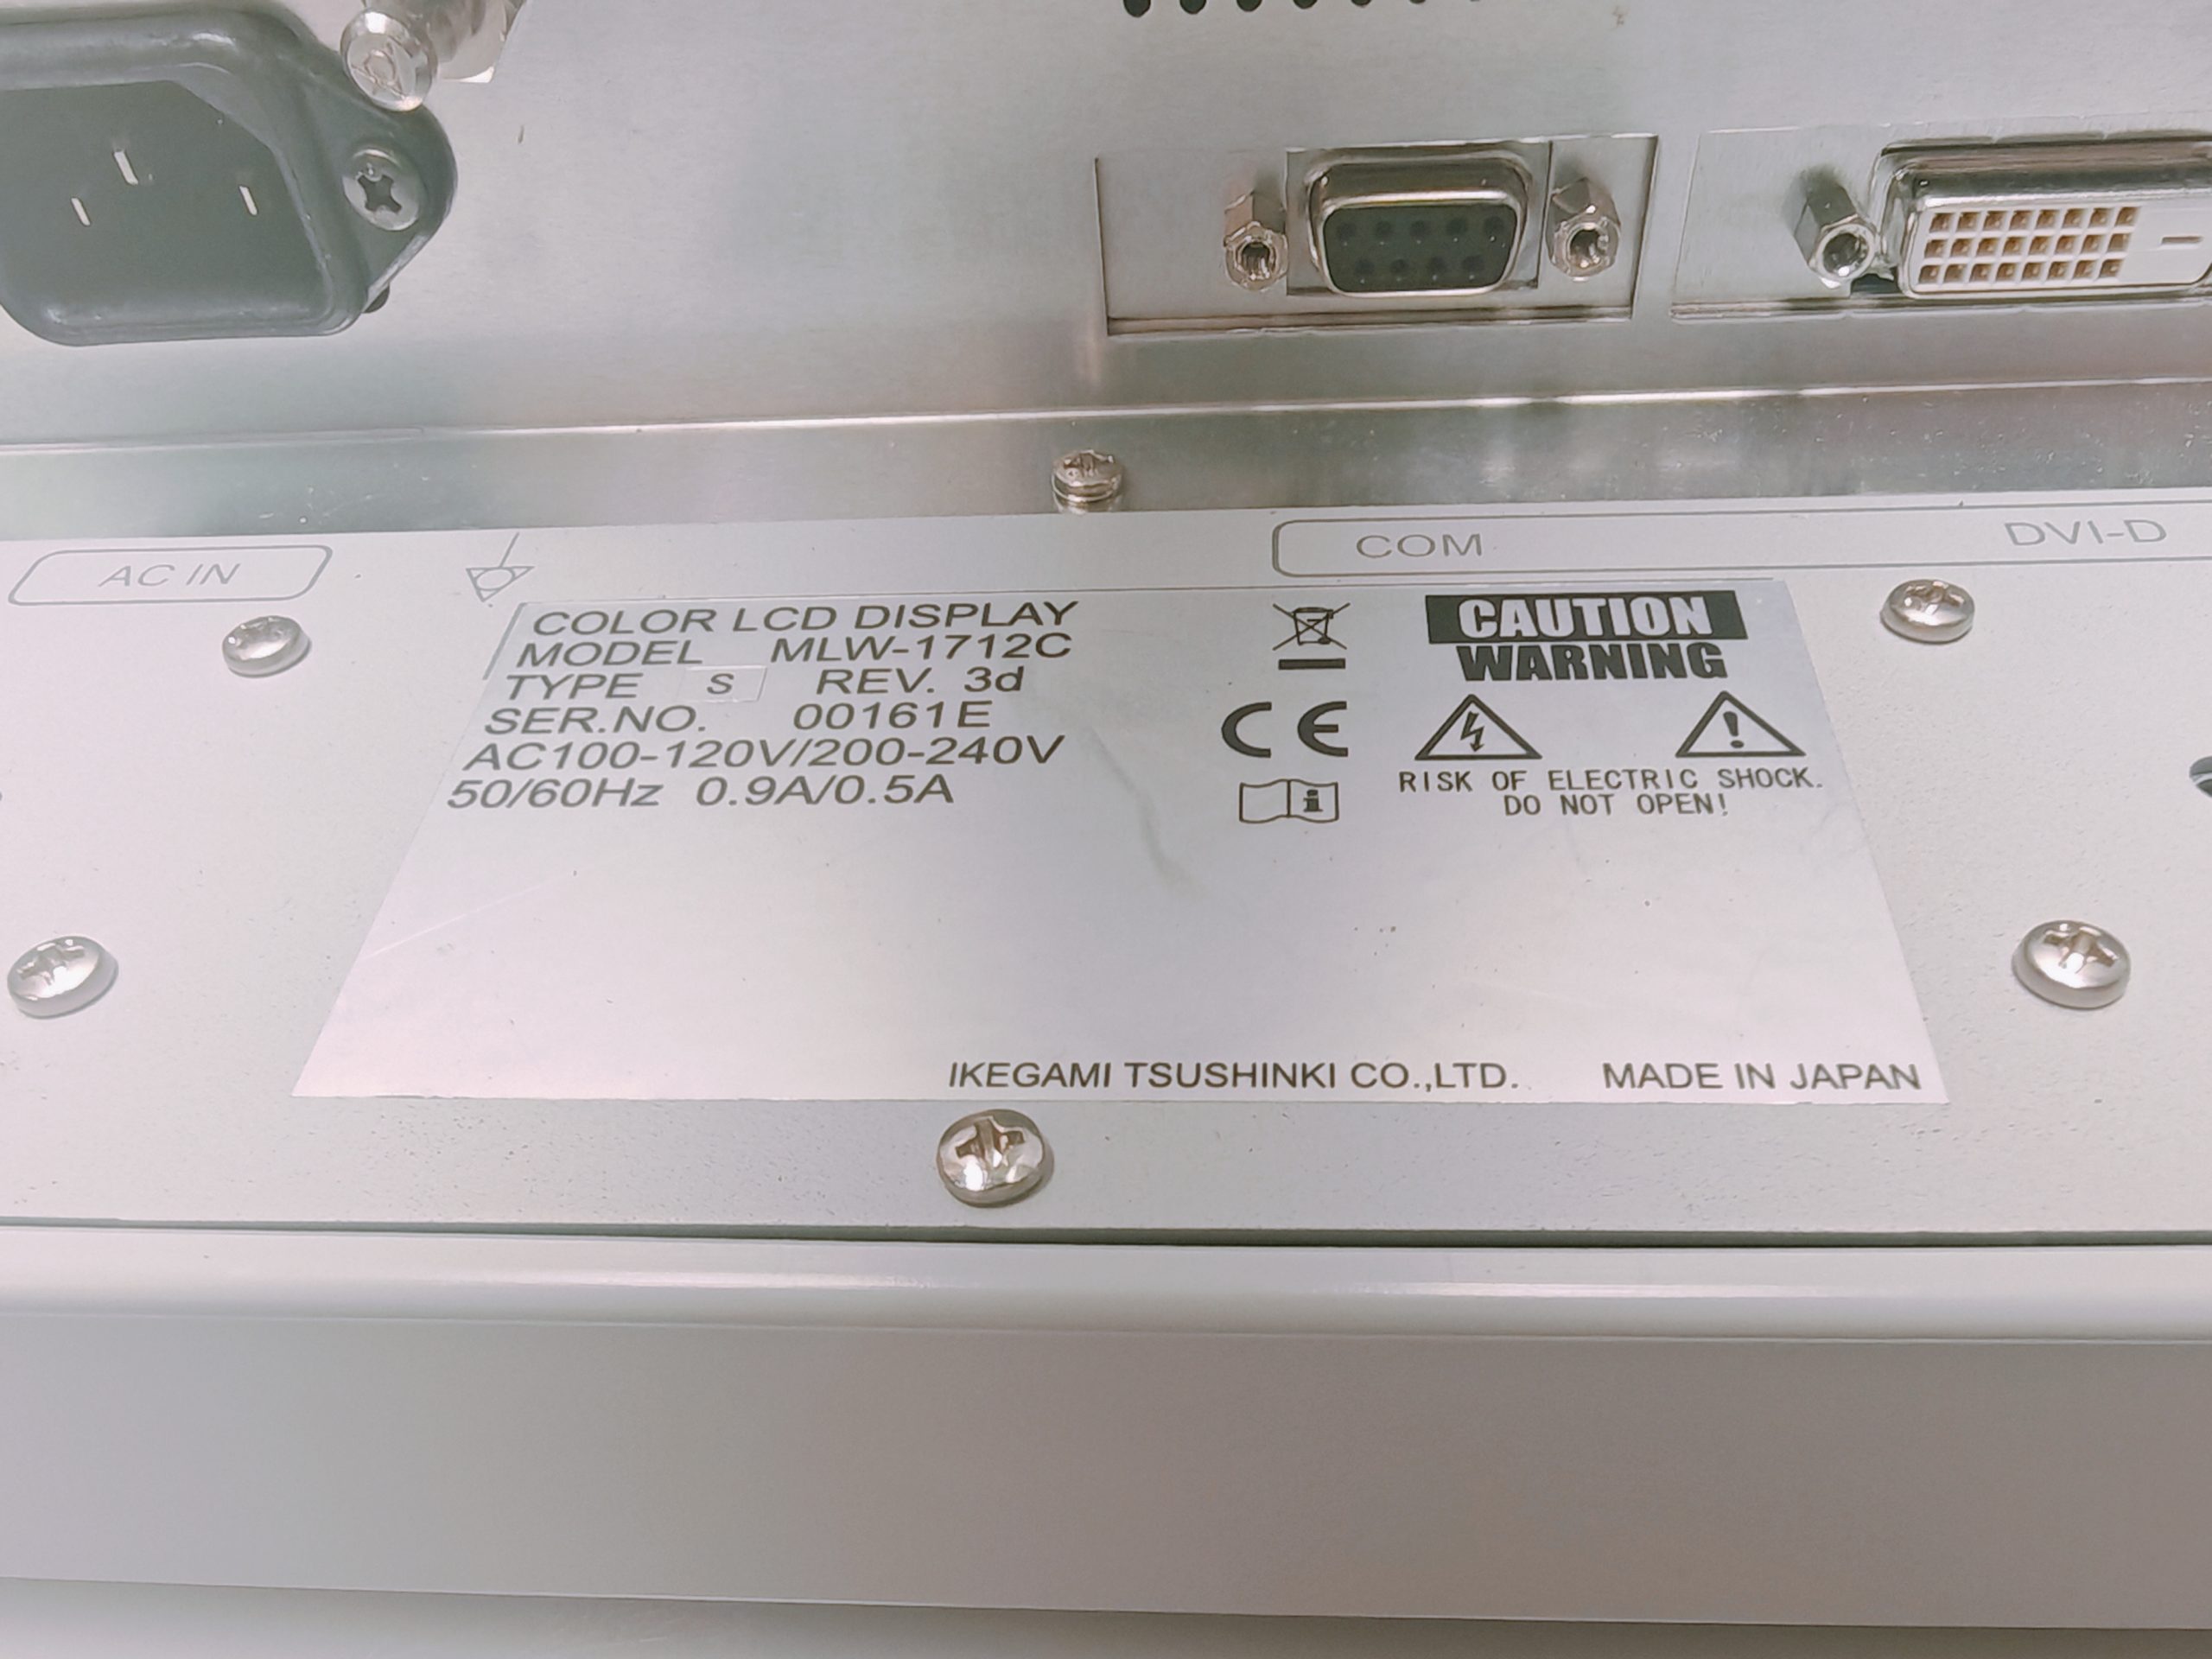 AC IN
COM
DVI-D
COLOR LCD DISPLAY
MODEL MLW-1712C
TYPE S REV. 3d
SER.NO. 00161E
AC100-120V/200-240V
50/60Hz 0.9A/0.5A
CE
CAUTION
WARNING
RISK OF ELECTRIC SHOCK.
DO NOT OPEN!
IKEGAMI TSUSHINKI CO.,LTD. MADE IN JAPAN